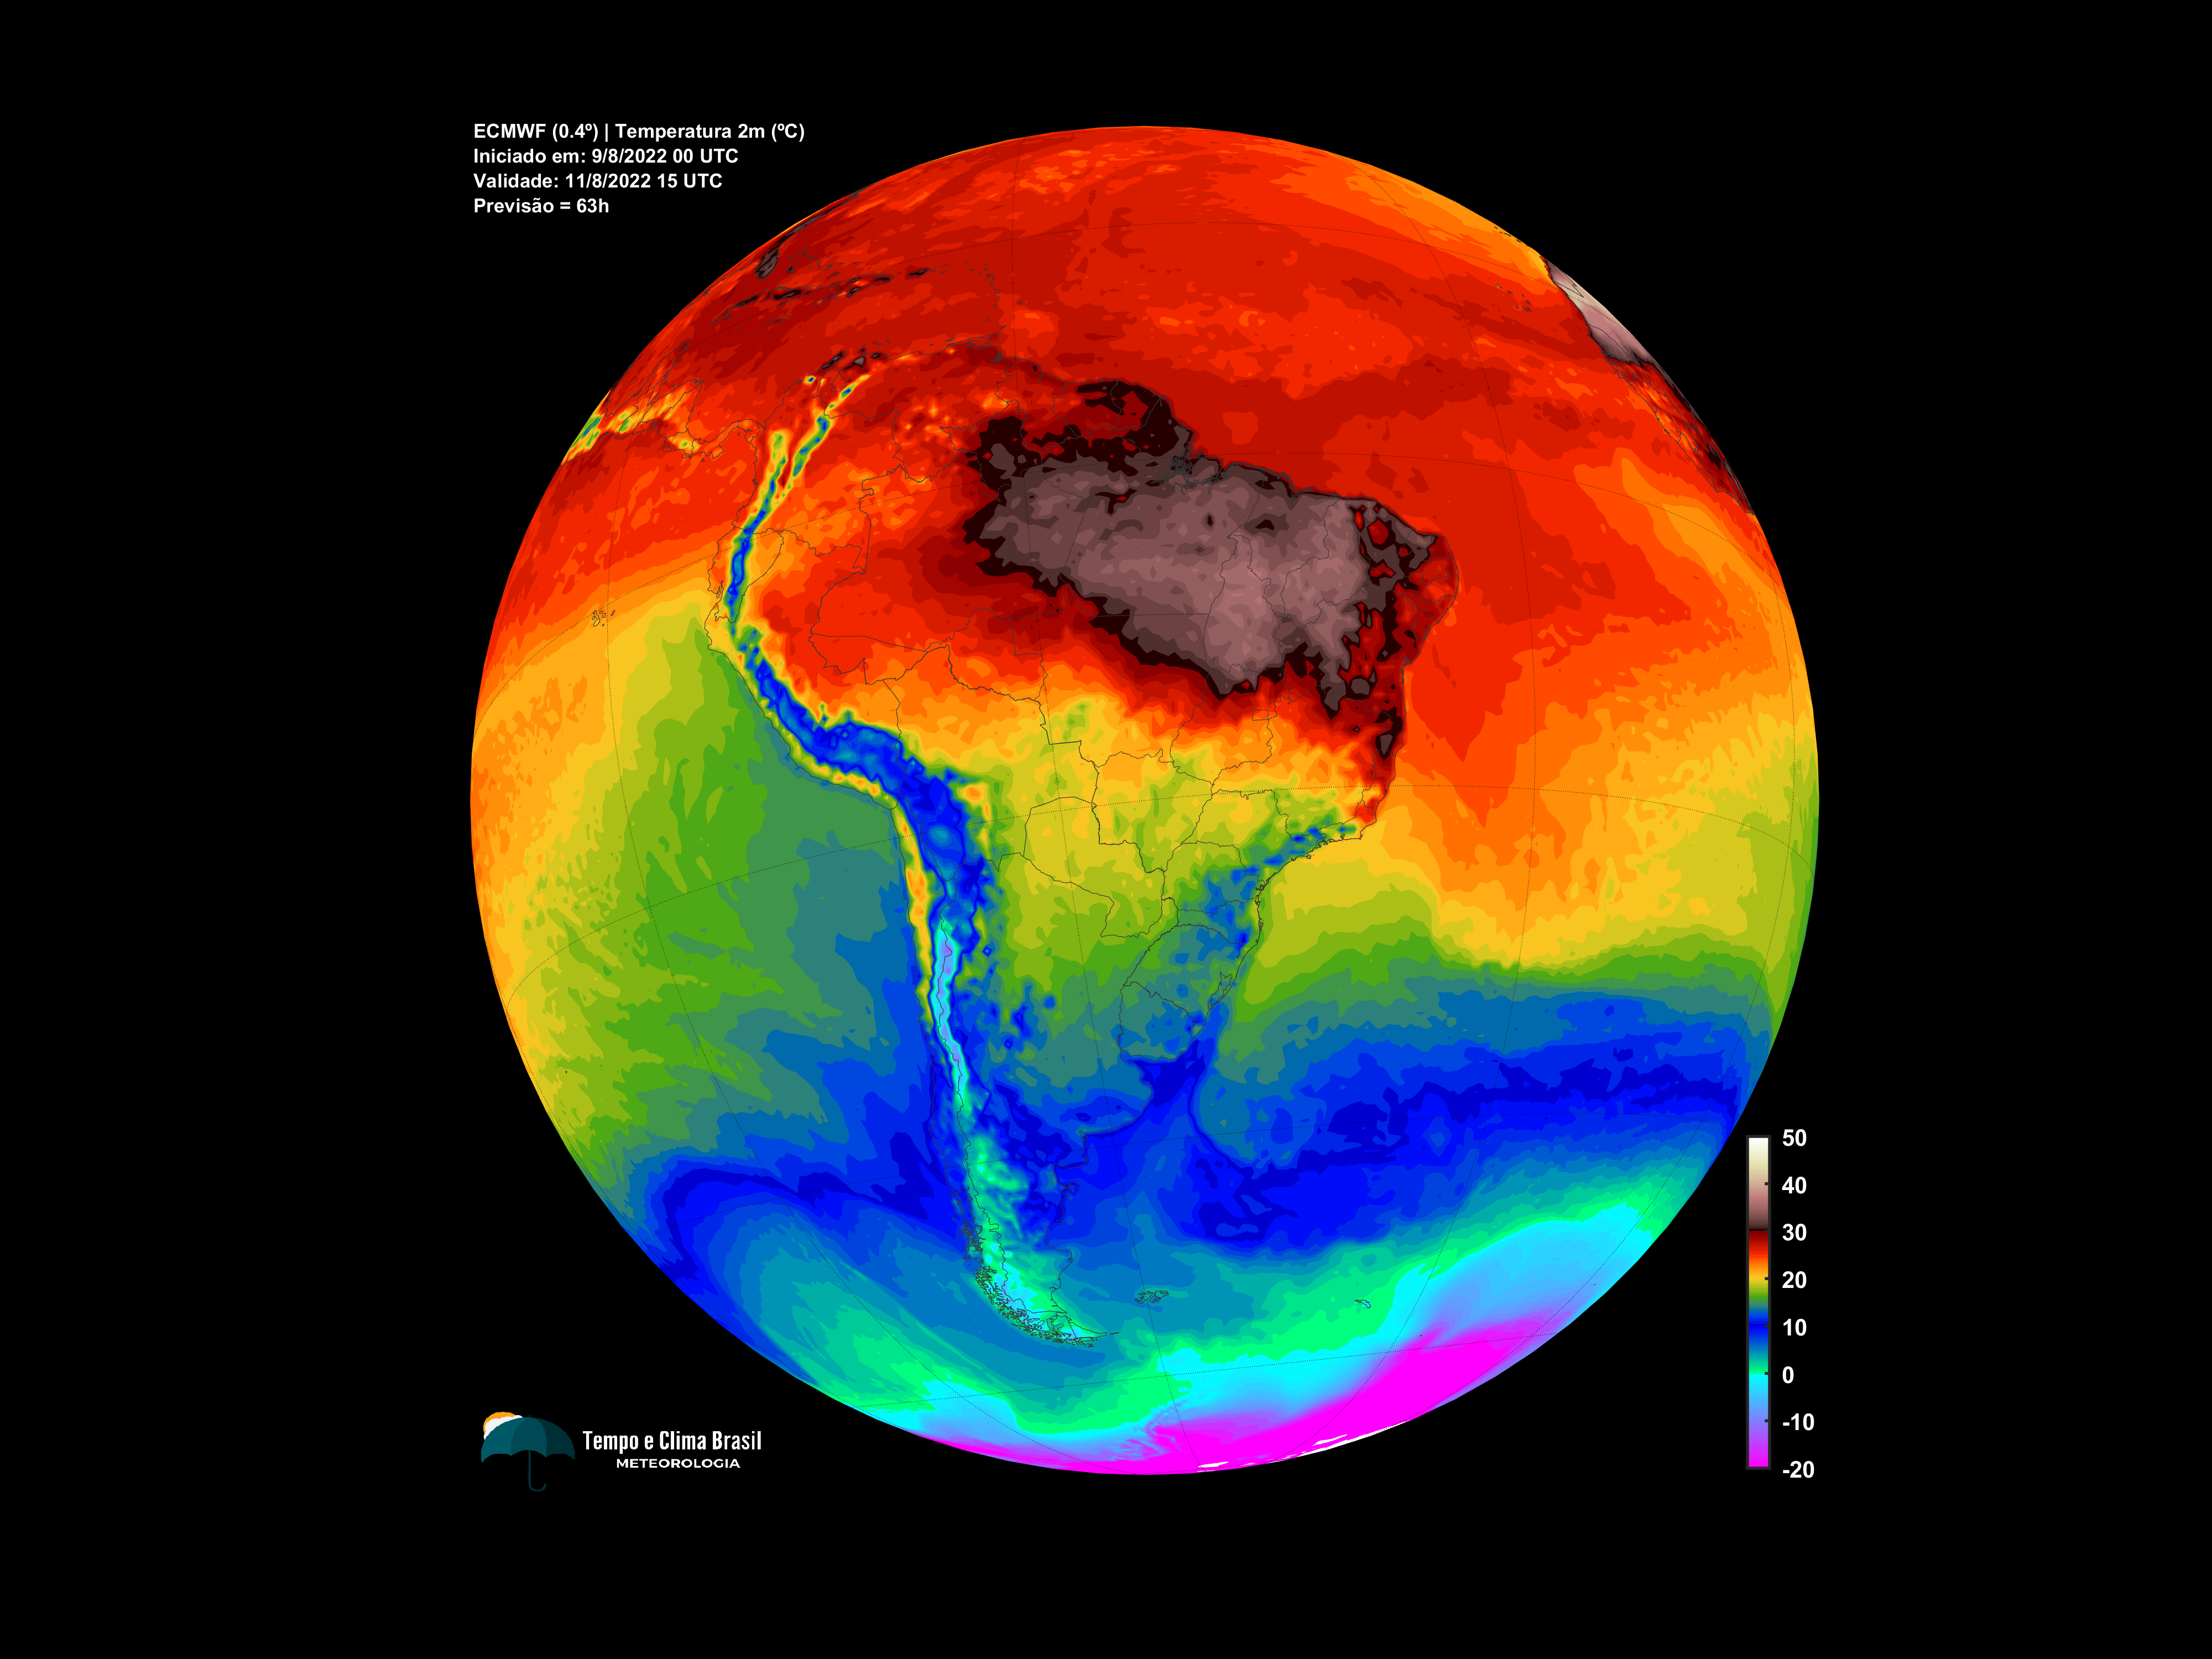 ECMWF (0.4º) | Temperatura 2m (ºC)
Iniciado em: 9/8/2022 00 UTC
Validade: 11/8/2022 15 UTC
Previsão = 63h
50
40
30
20
10
0
-10
-20
Tempo e Clima Brasil
METEOROLOGIA